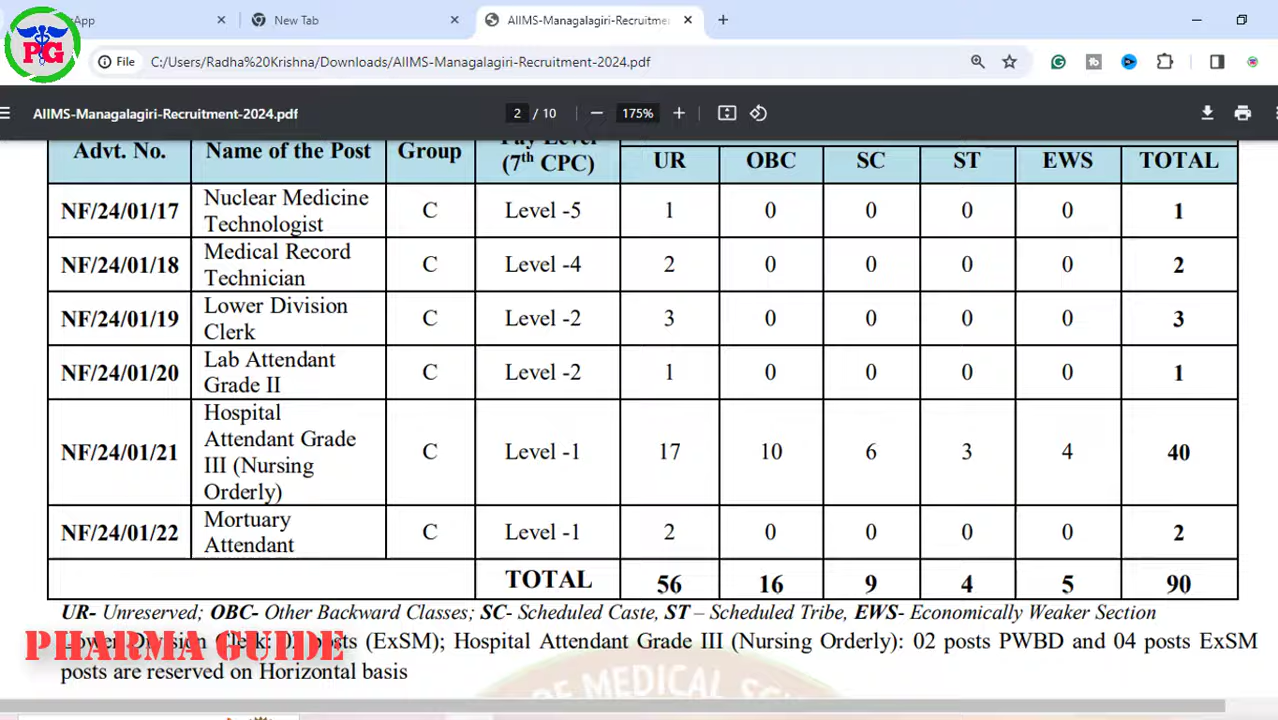 App
New Tab
AIIMS-Managalagiri-Recruitme
PG
File C:/Users/Radha%20Krishna/Downloads/AIIMS-Managalagiri-Recruitment-2024.pdf
AIIMS-Managalagiri-Recruitment-2024.pdf 2 / 10 175%
Advt. No. Name of the Post Group Pay Level (7th CPC) UR OBC SC ST EWS TOTAL
NF/24/01/17 Nuclear Medicine Technologist C Level -5 1 0 0 0 0 1
NF/24/01/18 Medical Record Technician C Level -4 2 0 0 0 0 2
NF/24/01/19 Lower Division Clerk C Level -2 3 0 0 0 0 3
NF/24/01/20 Lab Attendant Grade II C Level -2 1 0 0 0 0 1
NF/24/01/21 Hospital Attendant Grade III (Nursing Orderly) C Level -1 17 10 6 3 4 40
NF/24/01/22 Mortuary Attendant C Level -1 2 0 0 0 0 2
TOTAL 56 16 9 4 5 90
UR- Unreserved; OBC- Other Backward Classes; SC- Scheduled Caste, ST – Scheduled Tribe, EWS- Economically Weaker Section
Lower Division Clerk posts (ExSM); Hospital Attendant Grade III (Nursing Orderly): 02 posts PWBD and 04 posts ExSM
posts are reserved on Horizontal basis
PHARMA GUIDE
OF MEDICAL